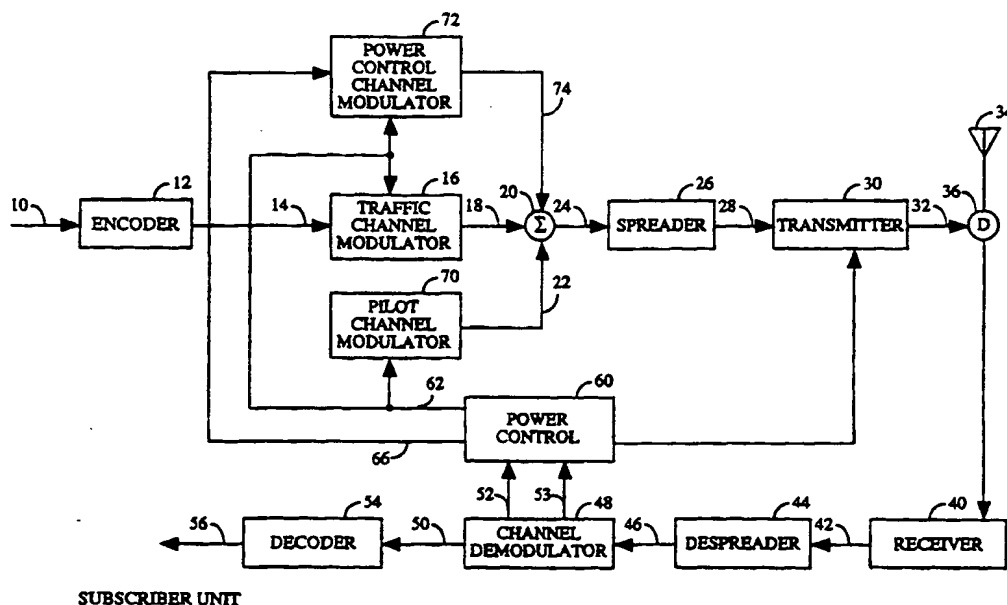 72
POWER
CONTROL
CHANNEL
MODULATOR
74
34
10
12
ENCODER
14
16
TRAFFIC
CHANNEL
MODULATOR
18
20
Σ
24
26
SPREADER
28
30
TRANSMITTER
32
36
D
70
PILOT
CHANNEL
MODULATOR
22
62
60
POWER
CONTROL
66
52
53
56
54
DECODER
50
48
CHANNEL
DEMODULATOR
46
44
DESPREADER
42
40
RECEIVER
SUBSCRIBER UNIT